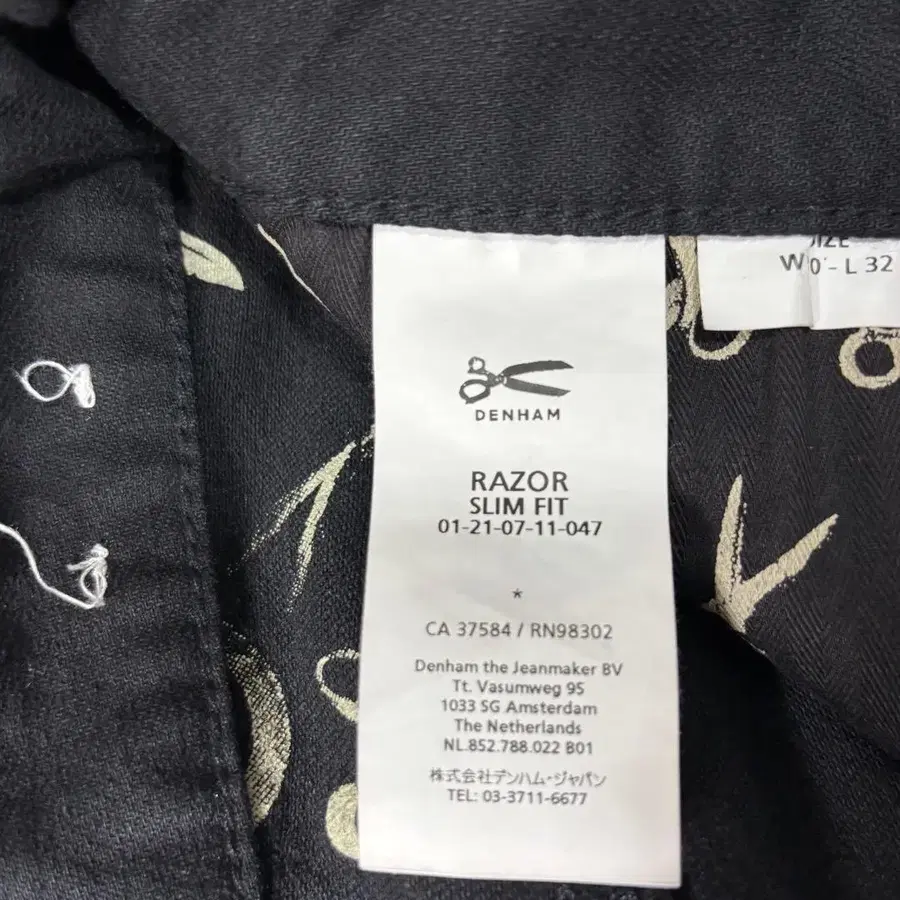 DENHAM
RAZOR
SLIM FIT
01-21-07-11-047
*
CA 37584 / RN98302
Denham the Jeanmaker BV
Tt. Vasumweg 95
1033 SG Amsterdam
The Netherlands
NL.852.788.022 B01
株式会社デンハム・ジャパン
TEL: 03-3711-6677
L 32